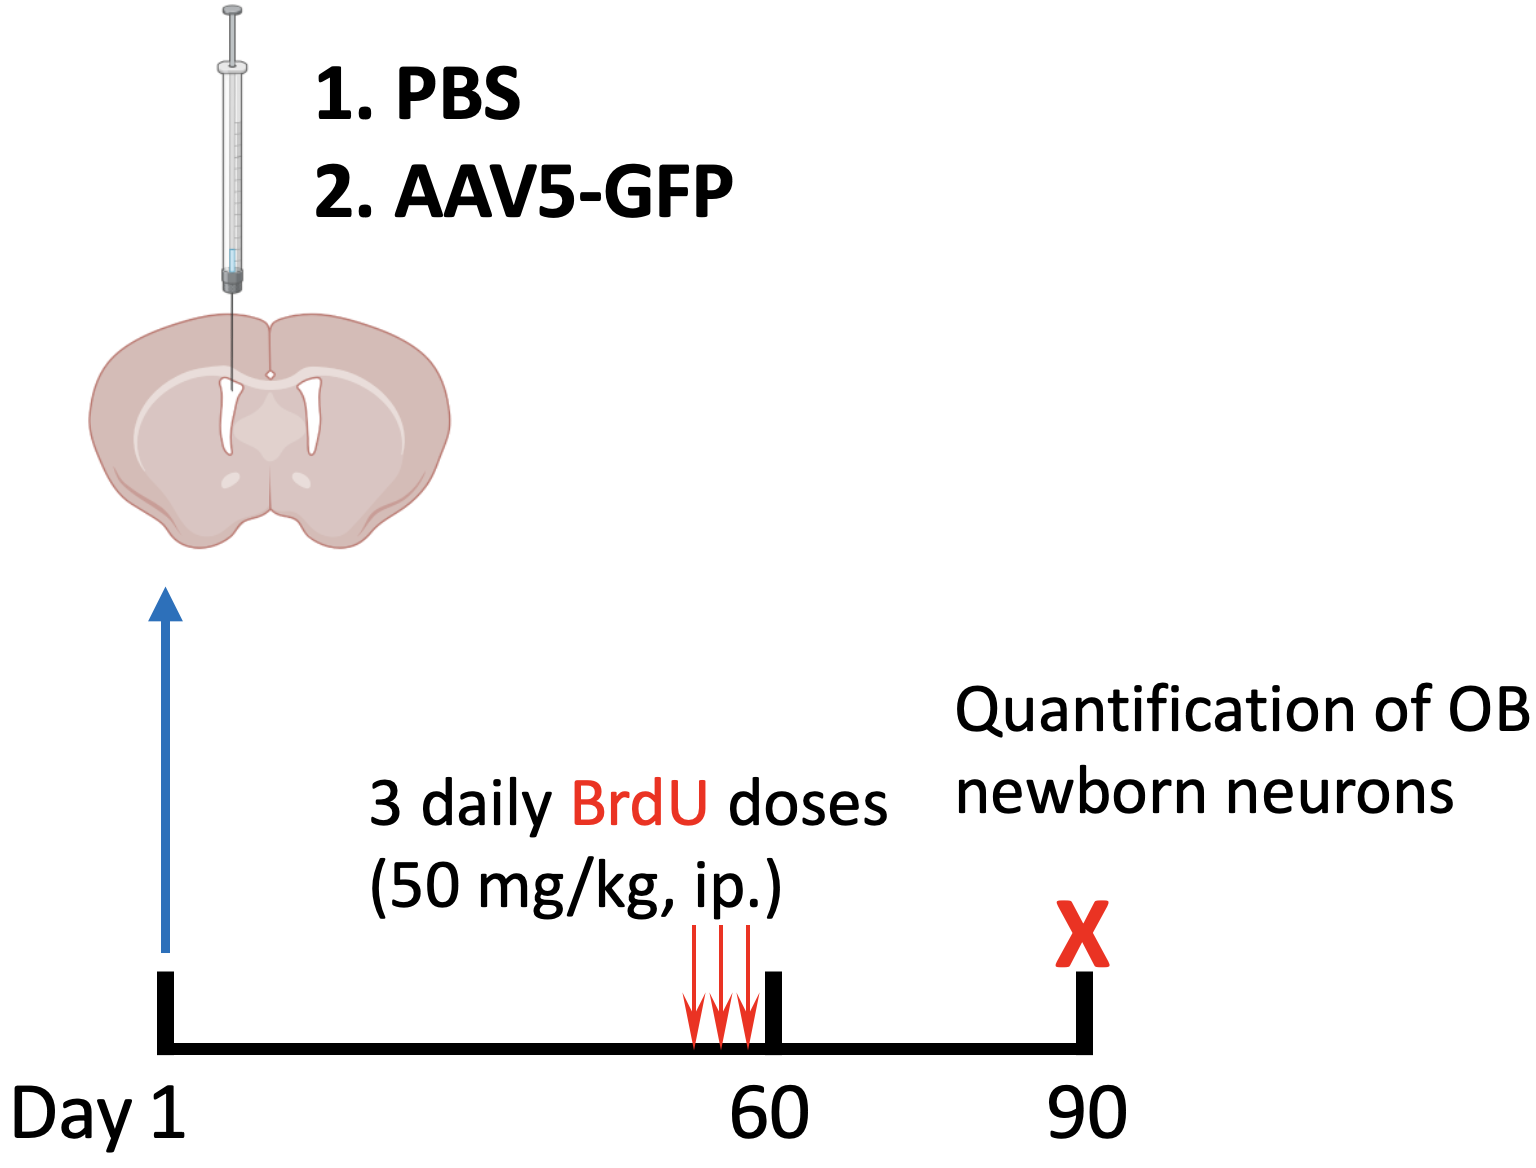 1. PBS
2. AAV5-GFP
Quantification of OB
newborn neurons
3 daily BrdU doses
(50 mg/kg, ip.)
X
Day 1
60
90